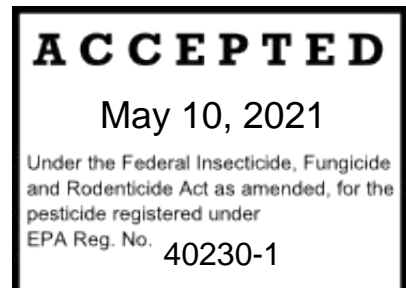 ACCEPTED
May 10, 2021
Under the Federal Insecticide, Fungicide
and Rodenticide Act as amended, for the
pesticide registered under
EPA Reg. No. 40230-1